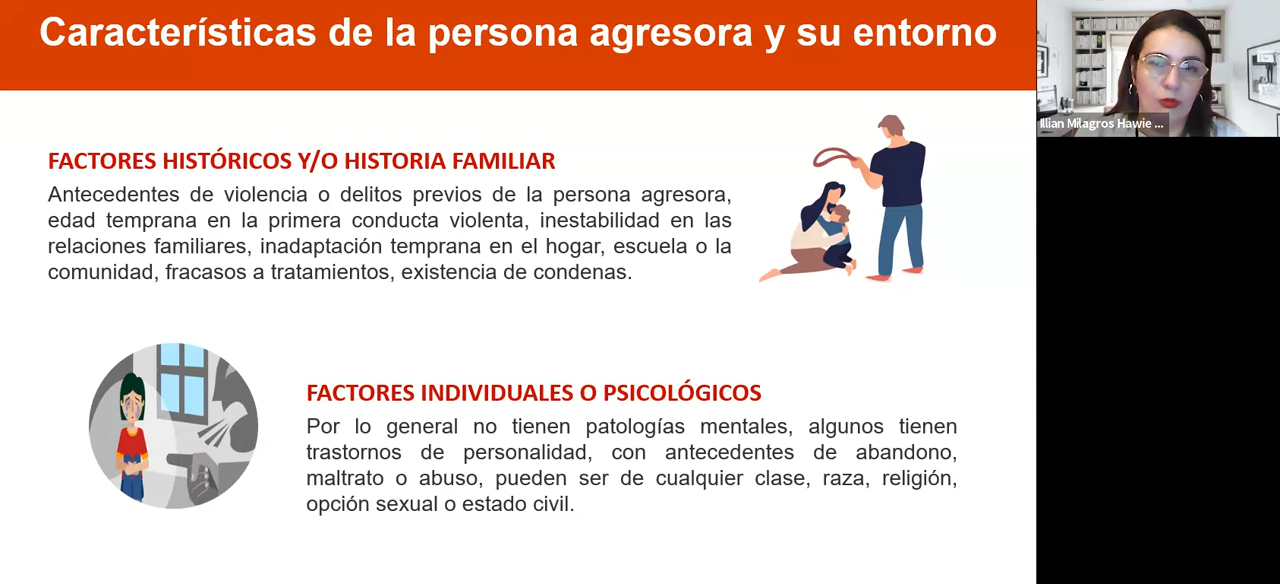 Características de la persona agresora y su entorno
Illian Milagros Hawie ...
FACTORES HISTÓRICOS Y/O HISTORIA FAMILIAR
Antecedentes de violencia o delitos previos de la persona agresora,
edad temprana en la primera conducta violenta, inestabilidad en las
relaciones familiares, inadaptación temprana en el hogar, escuela o la
comunidad, fracasos a tratamientos, existencia de condenas.
FACTORES INDIVIDUALES O PSICOLÓGICOS
Por lo general no tienen patologías mentales, algunos tienen
trastornos de personalidad, con antecedentes de abandono,
maltrato o abuso, pueden ser de cualquier clase, raza, religión,
opción sexual o estado civil.